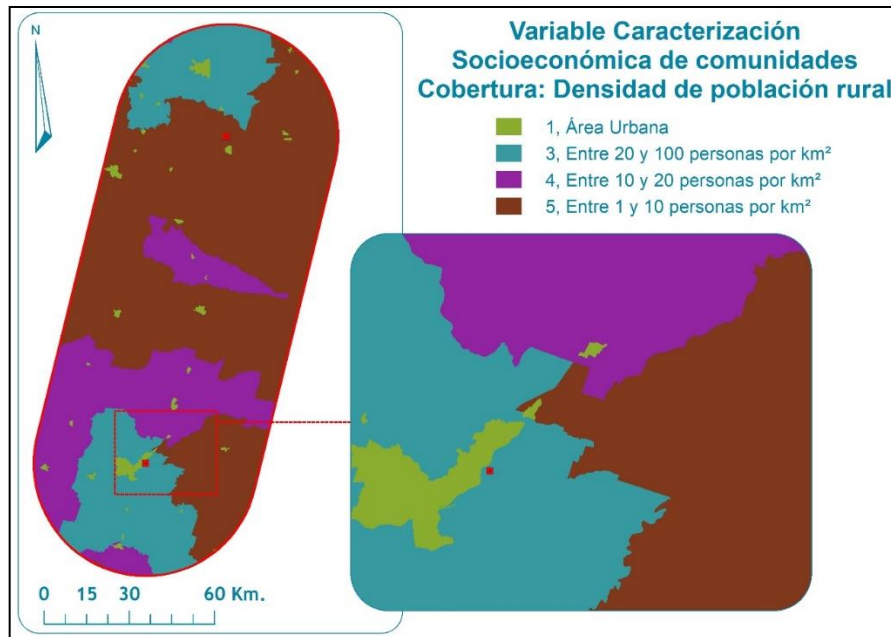 N
Variable Caracterización
Socioeconómica de comunidades
Cobertura: Densidad de población rural
1, Área Urbana
3, Entre 20 y 100 personas por km²
4, Entre 10 y 20 personas por km²
5, Entre 1 y 10 personas por km²
0 15 30 60 Km.